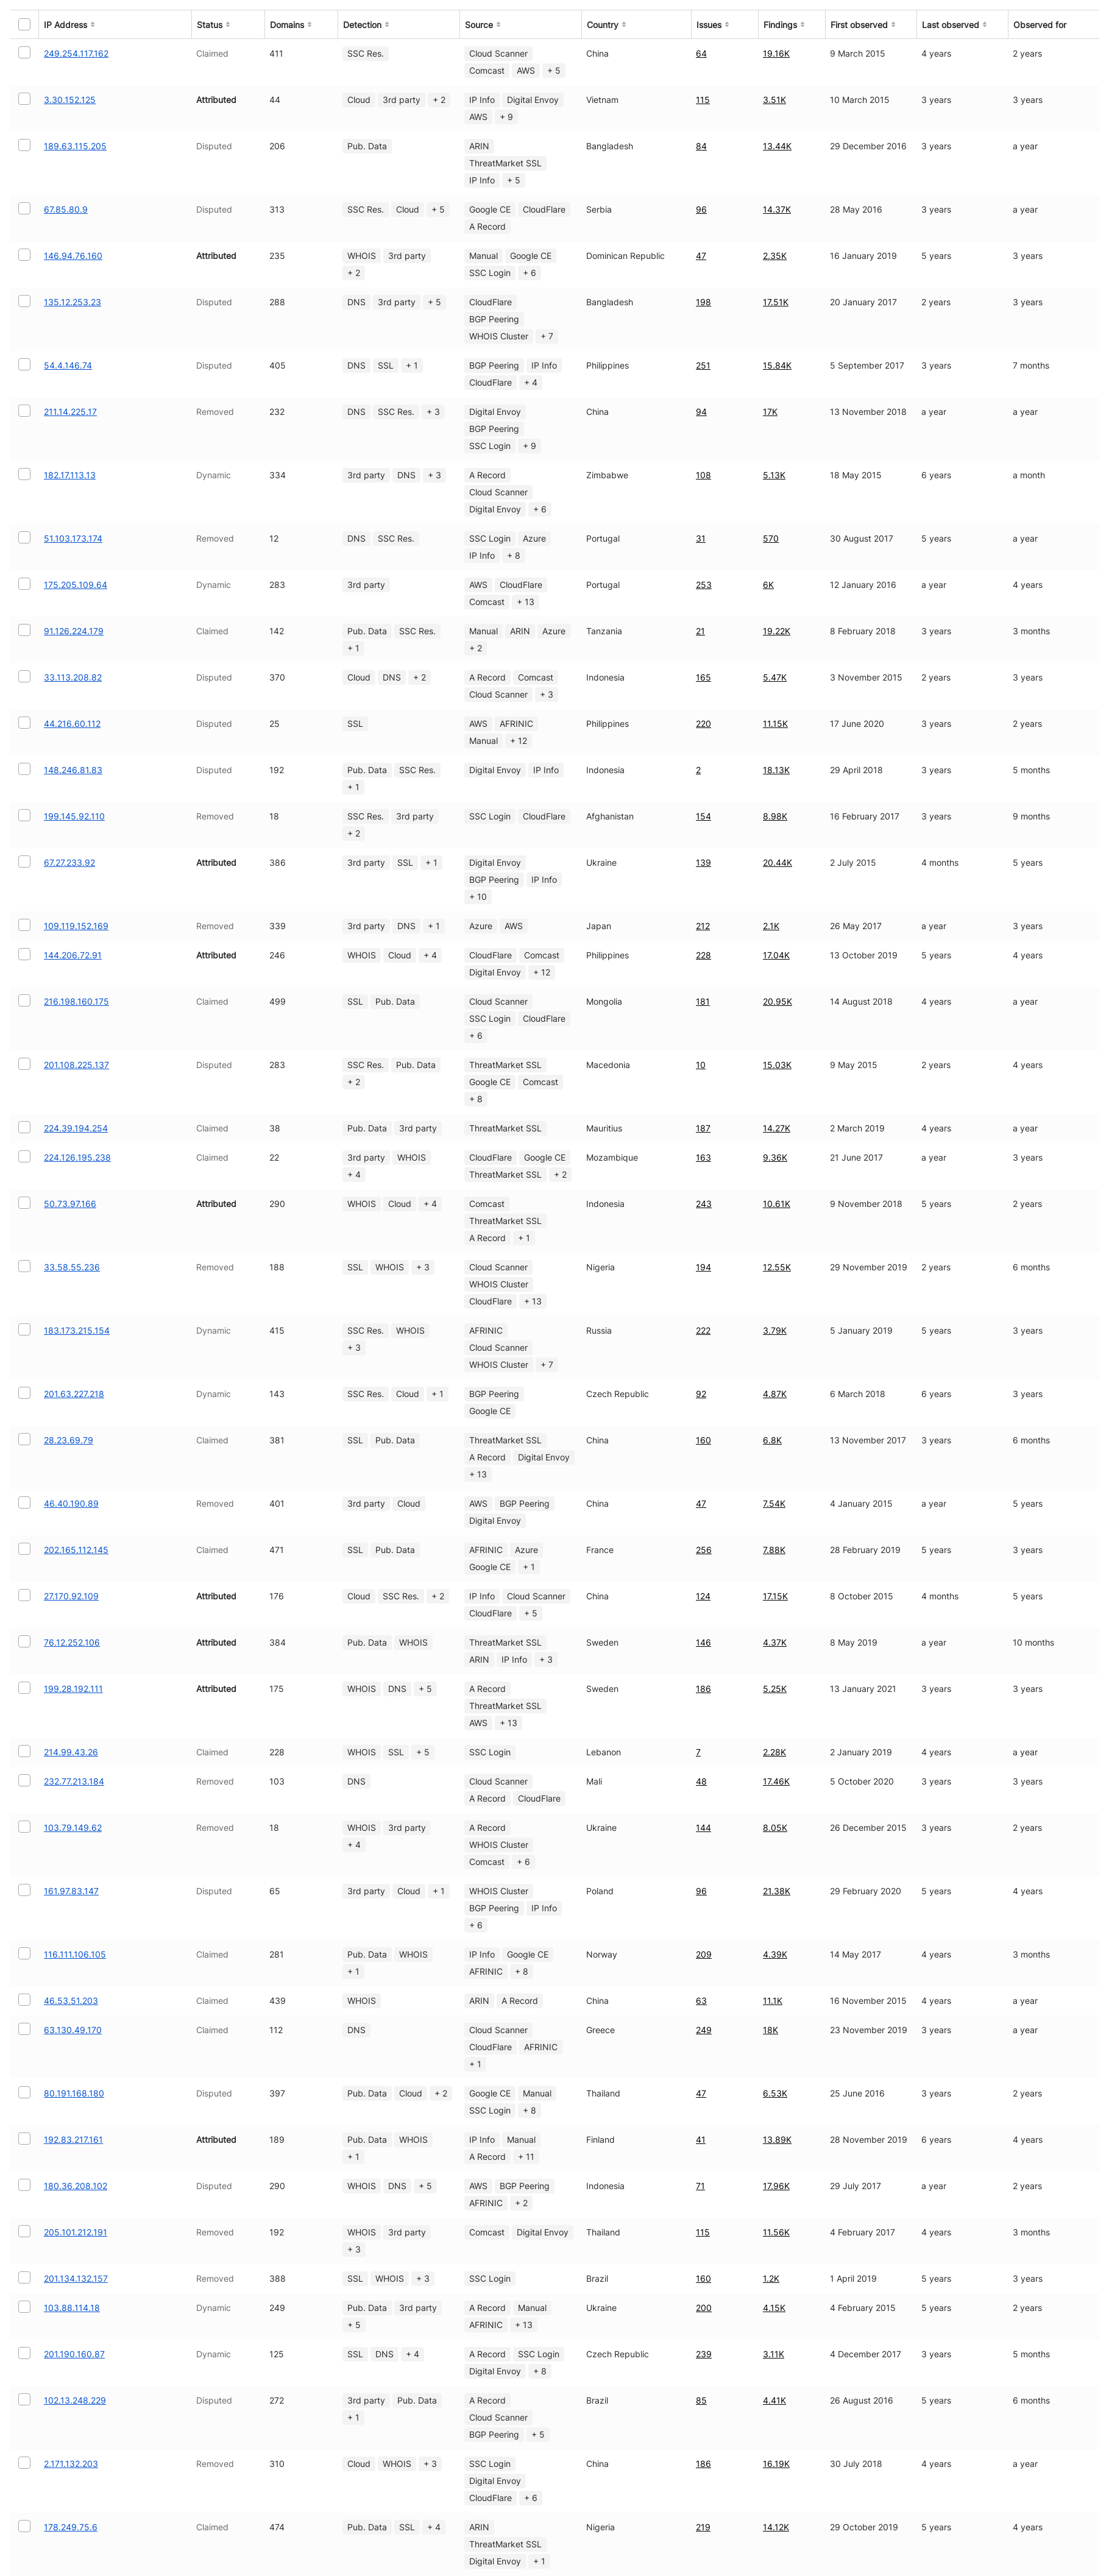 IP Address Status Domains Detection Source Country Issues Findings First observed Last observed Observed for
249.254.117.162 Claimed 411 SSC Res. Cloud Scanner China 64 19.16K 9 March 2015 4 years 2 years
Comcast AWS + 5
3.30.152.125 Attributed 44 Cloud 3rd party + 2 IP Info Digital Envoy Vietnam 115 3.51K 10 March 2015 3 years 3 years
AWS + 9
189.63.115.205 Disputed 206 Pub. Data ARIN Bangladesh 84 13.44K 29 December 2016 3 years a year
ThreatMarket SSL
IP Info + 5
67.85.80.9 Disputed 313 SSC Res. Cloud + 5 Google CE CloudFlare Serbia 96 14.37K 28 May 2016 3 years a year
A Record
146.94.76.160 Attributed 235 WHOIS 3rd party Manual Google CE Dominican Republic 47 2.35K 16 January 2019 5 years 3 years
+ 2 SSC Login + 6
135.12.253.23 Disputed 288 DNS 3rd party + 5 CloudFlare Bangladesh 198 17.51K 20 January 2017 2 years 3 years
BGP Peering
WHOIS Cluster + 7
54.4.146.74 Disputed 405 DNS SSL + 1 BGP Peering IP Info Philippines 251 15.84K 5 September 2017 3 years 7 months
CloudFlare + 4
211.14.225.17 Removed 232 DNS SSC Res. + 3 Digital Envoy China 94 17K 13 November 2018 a year a year
BGP Peering
SSC Login + 9
182.17.113.13 Dynamic 334 3rd party DNS + 3 A Record Zimbabwe 108 5.13K 18 May 2015 6 years a month
Cloud Scanner
Digital Envoy + 6
51.103.173.174 Removed 12 DNS SSC Res. SSC Login Azure Portugal 31 570 30 August 2017 5 years a year
IP Info + 8
175.205.109.64 Dynamic 283 3rd party AWS CloudFlare Portugal 253 6K 12 January 2016 a year 4 years
Comcast + 13
91.126.224.179 Claimed 142 Pub. Data SSC Res. Manual ARIN Azure Tanzania 21 19.22K 8 February 2018 3 years 3 months
+ 1 + 2
33.113.208.82 Disputed 370 Cloud DNS + 2 A Record Comcast Indonesia 165 5.47K 3 November 2015 2 years 3 years
Cloud Scanner + 3
44.216.60.112 Disputed 25 SSL AWS AFRINIC Philippines 220 11.15K 17 June 2020 3 years 2 years
Manual + 12
148.246.81.83 Disputed 192 Pub. Data SSC Res. Digital Envoy IP Info Indonesia 2 18.13K 29 April 2018 3 years 5 months
+ 1
199.145.92.110 Removed 18 SSC Res. 3rd party SSC Login CloudFlare Afghanistan 154 8.98K 16 February 2017 3 years 9 months
+ 2
67.27.233.92 Attributed 386 3rd party SSL + 1 Digital Envoy Ukraine 139 20.44K 2 July 2015 4 months 5 years
BGP Peering IP Info
+ 10
109.119.152.169 Removed 339 3rd party DNS + 1 Azure AWS Japan 212 2.1K 26 May 2017 a year 3 years
144.206.72.91 Attributed 246 WHOIS Cloud + 4 CloudFlare Comcast Philippines 228 17.04K 13 October 2019 5 years 4 years
Digital Envoy + 12
216.198.160.175 Claimed 499 SSL Pub. Data Cloud Scanner Mongolia 181 20.95K 14 August 2018 4 years a year
SSC Login CloudFlare
+ 6
201.108.225.137 Disputed 283 SSC Res. Pub. Data ThreatMarket SSL Macedonia 10 15.03K 9 May 2015 2 years 4 years
+ 2 Google CE Comcast
+ 8
224.39.194.254 Claimed 38 Pub. Data 3rd party ThreatMarket SSL Mauritius 187 14.27K 2 March 2019 4 years a year
224.126.195.238 Claimed 22 3rd party WHOIS CloudFlare Google CE Mozambique 163 9.36K 21 June 2017 a year 3 years
+ 4 ThreatMarket SSL + 2
50.73.97.166 Attributed 290 WHOIS Cloud + 4 Comcast Indonesia 243 10.61K 9 November 2018 5 years 2 years
ThreatMarket SSL
A Record + 1
33.58.55.236 Removed 188 SSL WHOIS + 3 Cloud Scanner Nigeria 194 12.55K 29 November 2019 2 years 6 months
WHOIS Cluster
CloudFlare + 13
183.173.215.154 Dynamic 415 SSC Res. WHOIS AFRINIC Russia 222 3.79K 5 January 2019 5 years 3 years
+ 3 Cloud Scanner
WHOIS Cluster + 7
201.63.227.218 Dynamic 143 SSC Res. Cloud + 1 BGP Peering Czech Republic 92 4.87K 6 March 2018 6 years 3 years
Google CE
28.23.69.79 Claimed 381 SSL Pub. Data ThreatMarket SSL China 160 6.8K 13 November 2017 3 years 6 months
A Record Digital Envoy
+ 13
46.40.190.89 Removed 401 3rd party Cloud AWS BGP Peering China 47 7.54K 4 January 2015 a year 5 years
Digital Envoy
202.165.112.145 Claimed 471 SSL Pub. Data AFRINIC Azure France 256 7.88K 28 February 2019 5 years 3 years
Google CE + 1
27.170.92.109 Attributed 176 Cloud SSC Res. + 2 IP Info Cloud Scanner China 124 17.15K 8 October 2015 4 months 5 years
CloudFlare + 5
76.12.252.106 Attributed 384 Pub. Data WHOIS ThreatMarket SSL Sweden 146 4.37K 8 May 2019 a year 10 months
ARIN IP Info + 3
199.28.192.111 Attributed 175 WHOIS DNS + 5 A Record Sweden 186 5.25K 13 January 2021 3 years 3 years
ThreatMarket SSL
AWS + 13
214.99.43.26 Claimed 228 WHOIS SSL + 5 SSC Login Lebanon 7 2.28K 2 January 2019 4 years a year
232.77.213.184 Removed 103 DNS Cloud Scanner Mali 48 17.46K 5 October 2020 3 years 3 years
A Record CloudFlare
103.79.149.62 Removed 18 WHOIS 3rd party A Record Ukraine 144 8.05K 26 December 2015 3 years 2 years
+ 4 WHOIS Cluster
Comcast + 6
161.97.83.147 Disputed 65 3rd party Cloud + 1 WHOIS Cluster Poland 96 21.38K 29 February 2020 5 years 4 years
BGP Peering IP Info
+ 6
116.111.106.105 Claimed 281 Pub. Data WHOIS IP Info Google CE Norway 209 4.39K 14 May 2017 4 years 3 months
+ 1 AFRINIC + 8
46.53.51.203 Claimed 439 WHOIS ARIN A Record China 63 11.1K 16 November 2015 4 years a year
63.130.49.170 Claimed 112 DNS Cloud Scanner Greece 249 18K 23 November 2019 3 years a year
CloudFlare AFRINIC
+ 1
80.191.168.180 Disputed 397 Pub. Data Cloud + 2 Google CE Manual Thailand 47 6.53K 25 June 2016 3 years 2 years
SSC Login + 8
192.83.217.161 Attributed 189 Pub. Data WHOIS IP Info Manual Finland 41 13.89K 28 November 2019 6 years 4 years
+ 1 A Record + 11
180.36.208.102 Disputed 290 WHOIS DNS + 5 AWS BGP Peering Indonesia 71 17.96K 29 July 2017 a year 2 years
AFRINIC + 2
205.101.212.191 Removed 192 WHOIS 3rd party Comcast Digital Envoy Thailand 115 11.56K 4 February 2017 4 years 3 months
+ 3
201.134.132.157 Removed 388 SSL WHOIS + 3 SSC Login Brazil 160 1.2K 1 April 2019 5 years 3 years
103.88.114.18 Dynamic 249 Pub. Data 3rd party A Record Manual Ukraine 200 4.15K 4 February 2015 5 years 2 years
+ 5 AFRINIC + 13
201.190.160.87 Dynamic 125 SSL DNS + 4 A Record SSC Login Czech Republic 239 3.11K 4 December 2017 3 years 5 months
Digital Envoy + 8
102.13.248.229 Disputed 272 3rd party Pub. Data A Record Brazil 85 4.41K 26 August 2016 5 years 6 months
+ 1 Cloud Scanner
BGP Peering + 5
2.171.132.203 Removed 310 Cloud WHOIS + 3 SSC Login China 186 16.19K 30 July 2018 4 years a year
Digital Envoy
CloudFlare + 6
178.249.75.6 Claimed 474 Pub. Data SSL + 4 ARIN Nigeria 219 14.12K 29 October 2019 5 years 4 years
ThreatMarket SSL
Digital Envoy + 1